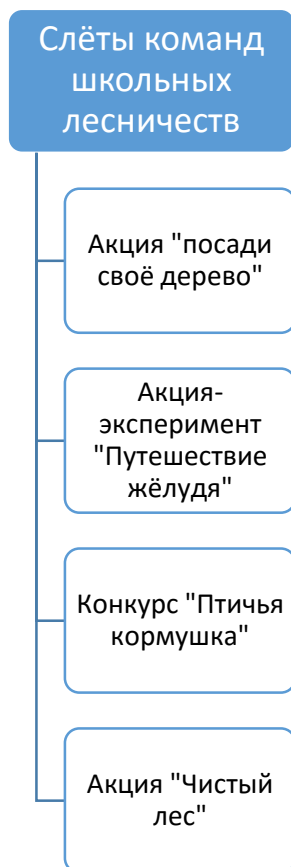 Слёты команд
школьных
лесничеств
Акция "посади
своё дерево"
Акция-
эксперимент
"Путешествие
жёлудя"
Конкурс "Птичья
кормушка"
Акция "Чистый
лес"